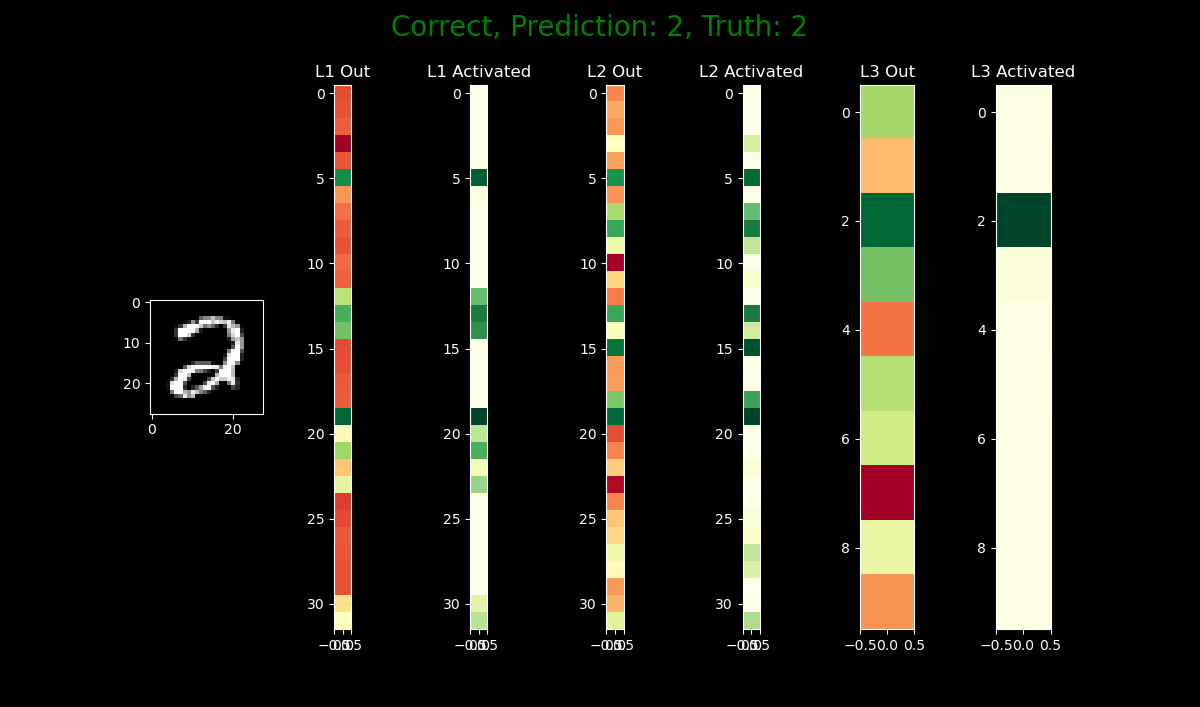 Correct, Prediction: 2, Truth: 2
L1 Out L1 Activated L2 Out L2 Activated L3 Out L3 Activated
0 0 0 0 0 0
5 5 5 5 2 2
10 10 10 10 4 4
15 15 15 15 6 6
20 20 20 20 8 8
25 25 25 25
30 30 30 30
0 10 20
0 20
2
−0.5 0.0 0.5 −0.5 0.0 0.5